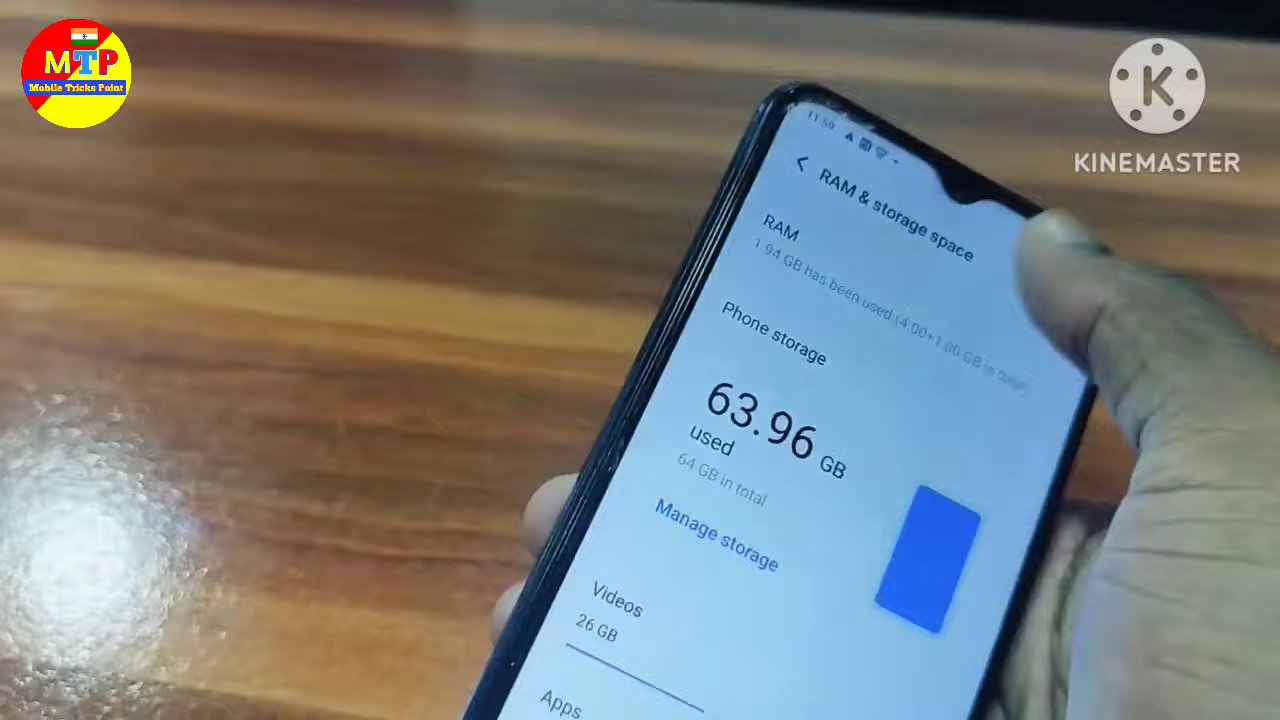 MTP
Mobile Tricks Point
K
KINEMASTER
11:59
RAM & storage space
RAM
1.94 GB has been used (4.00+1.00 GB in total)
Phone storage
63.96 GB
used
64 GB in total
Manage storage
Videos
26 GB
Apps